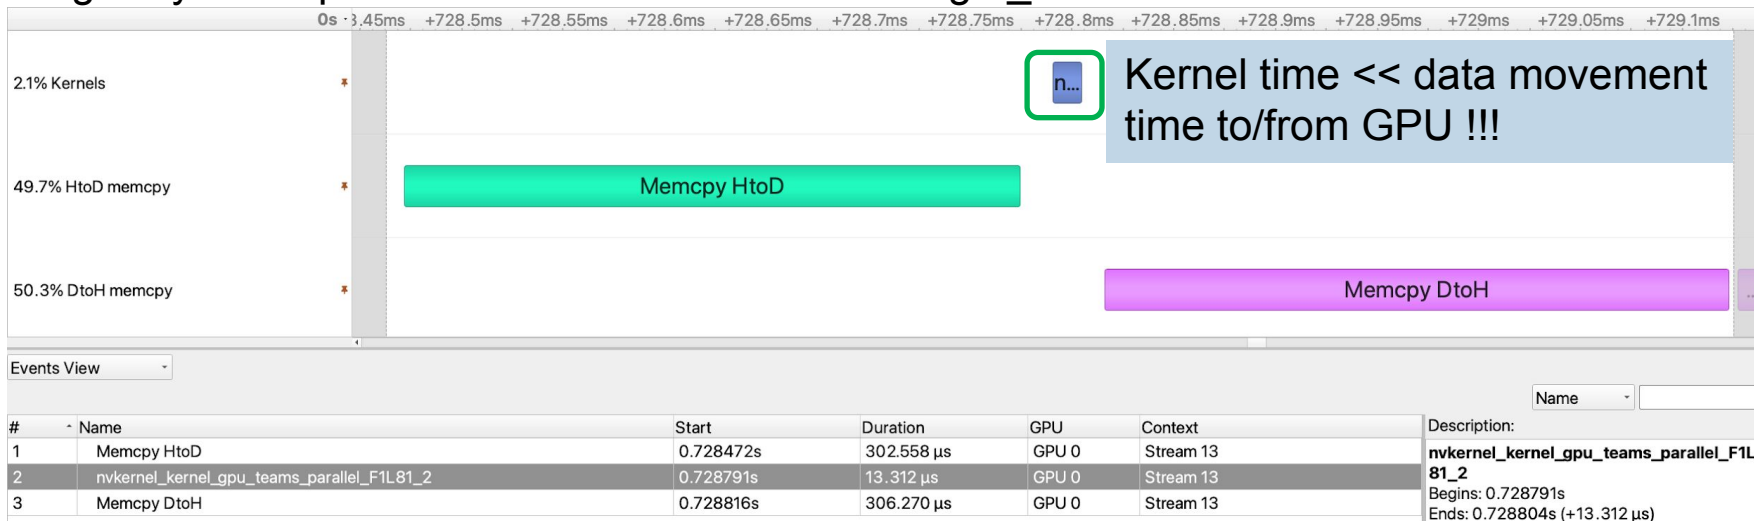 0s
3.45ms +728.5ms +728.55ms +728.6ms +728.65ms +728.7ms +728.75ms +728.8ms +728.85ms +728.9ms +728.95ms +729ms +729.05ms +729.1ms
2.1% Kernels
n...
Kernel time << data movement
time to/from GPU !!!
49.7% HtoD memcpy
Memcpy HtoD
50.3% DtoH memcpy
Memcpy DtoH
Events View
Name
# Name Start Duration GPU Context
1 Memcpy HtoD 0.728472s 302.558 μs GPU 0 Stream 13
2 nvkernel_kernel_gpu_teams_parallel_F1L81_2 0.728791s 13.312 μs GPU 0 Stream 13
3 Memcpy DtoH 0.728816s 306.270 μs GPU 0 Stream 13
Description:
nvkernel_kernel_gpu_teams_parallel_F1L
81_2
Begins: 0.728791s
Ends: 0.728804s (+13.312 μs)